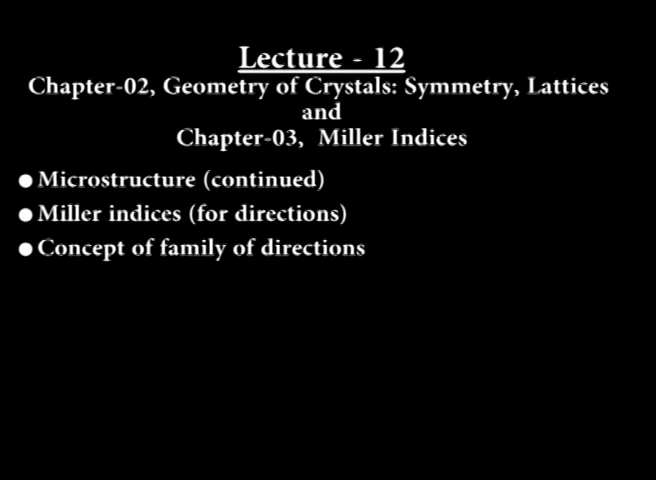 Lecture - 12
Chapter-02, Geometry of Crystals: Symmetry, Lattices
and
Chapter-03, Miller Indices
● Microstructure (continued)
● Miller indices (for directions)
● Concept of family of directions